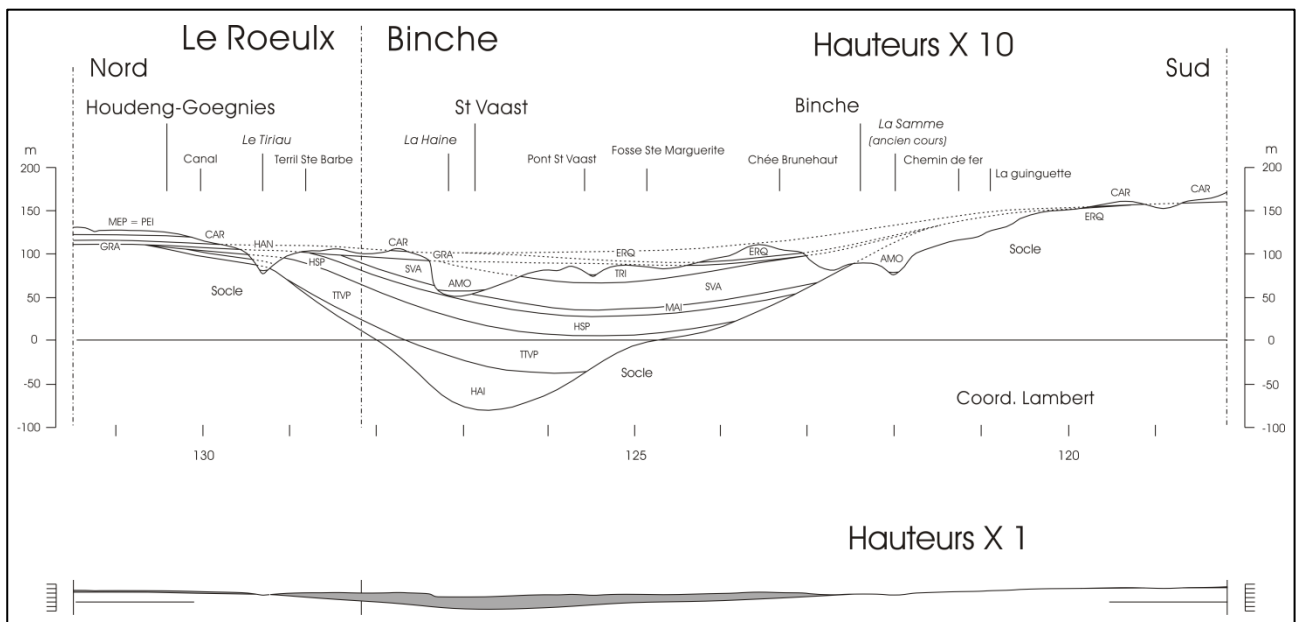 Le Roeulx Binche Hauteurs X 10
Nord Sud
Houdeng-Goegnies St Vaast Binche
Le Tiriau La Haine Fosse Ste Marguerite La Samme
(ancien cours)
m Canal Terril Ste Barbe Pont St Vaast Chée Brunehaut Chemin de fer m
La guinguette
200 200
CAR CAR
150 MEP = PEI ERQ 150
CAR HAN CAR
GRA GRA ERQ ERQ Socle
100 HSP SVA TRI AMO 100
Socle TTVP AMO SVA
50 MAI 50
HSP
0 TTVP 0
Socle
-50 HAI -50
Coord. Lambert
-100 -100
130 125 120
Hauteurs X 1